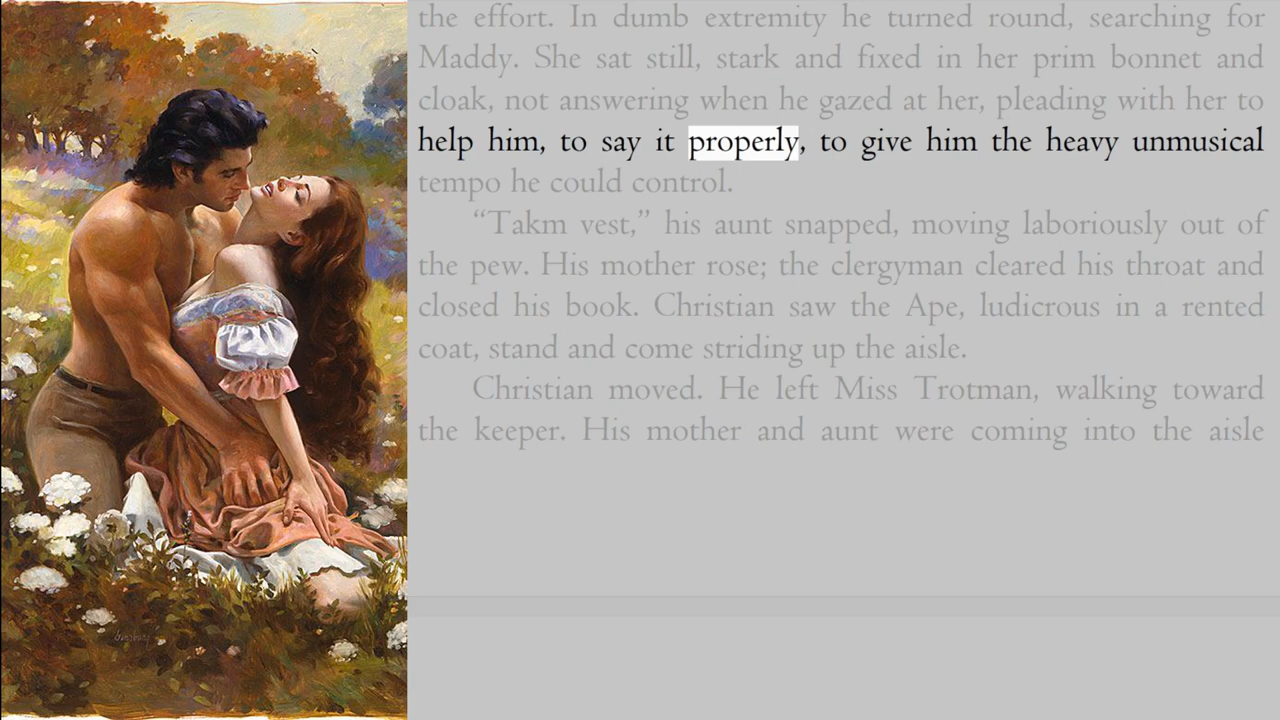 the effort. In dumb extremity he turned round, searching for
Maddy. She sat still, stark and fixed in her prim bonnet and
cloak, not answering when he gazed at her, pleading with her to
help him, to say it properly, to give him the heavy unmusical
tempo he could control.
“Takm vest,” his aunt snapped, moving laboriously out of
the pew. His mother rose; the clergyman cleared his throat and
closed his book. Christian saw the Ape, ludicrous in a rented
coat, stand and come striding up the aisle.
Christian moved. He left Miss Trotman, walking toward
the keeper. His mother and aunt were coming into the aisle